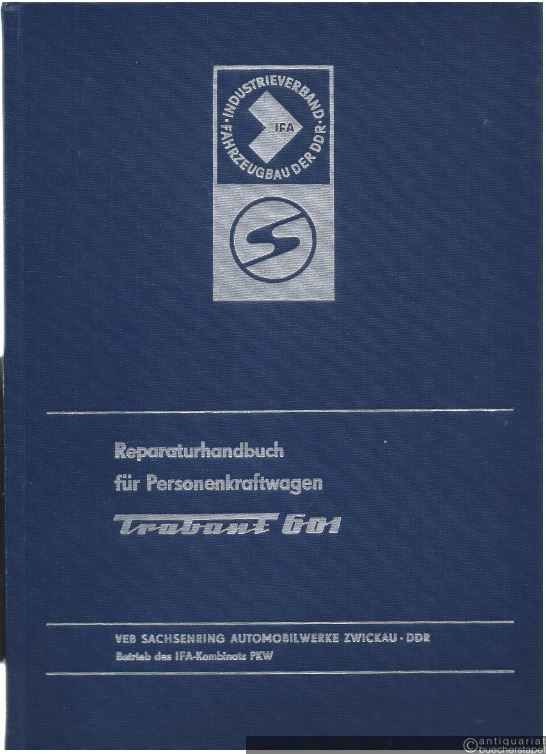 · INDUSTRIEVERBAND ·
FAHRZEUGBAU DER DDR
IFA
Reparaturhandbuch
für Personenkraftwagen
Trabant 601
VEB SACHSENRING AUTOMOBILWERKE ZWICKAU · DDR
Betrieb des IFA-Kombinats PKW
©antiquariat
buecherstapel